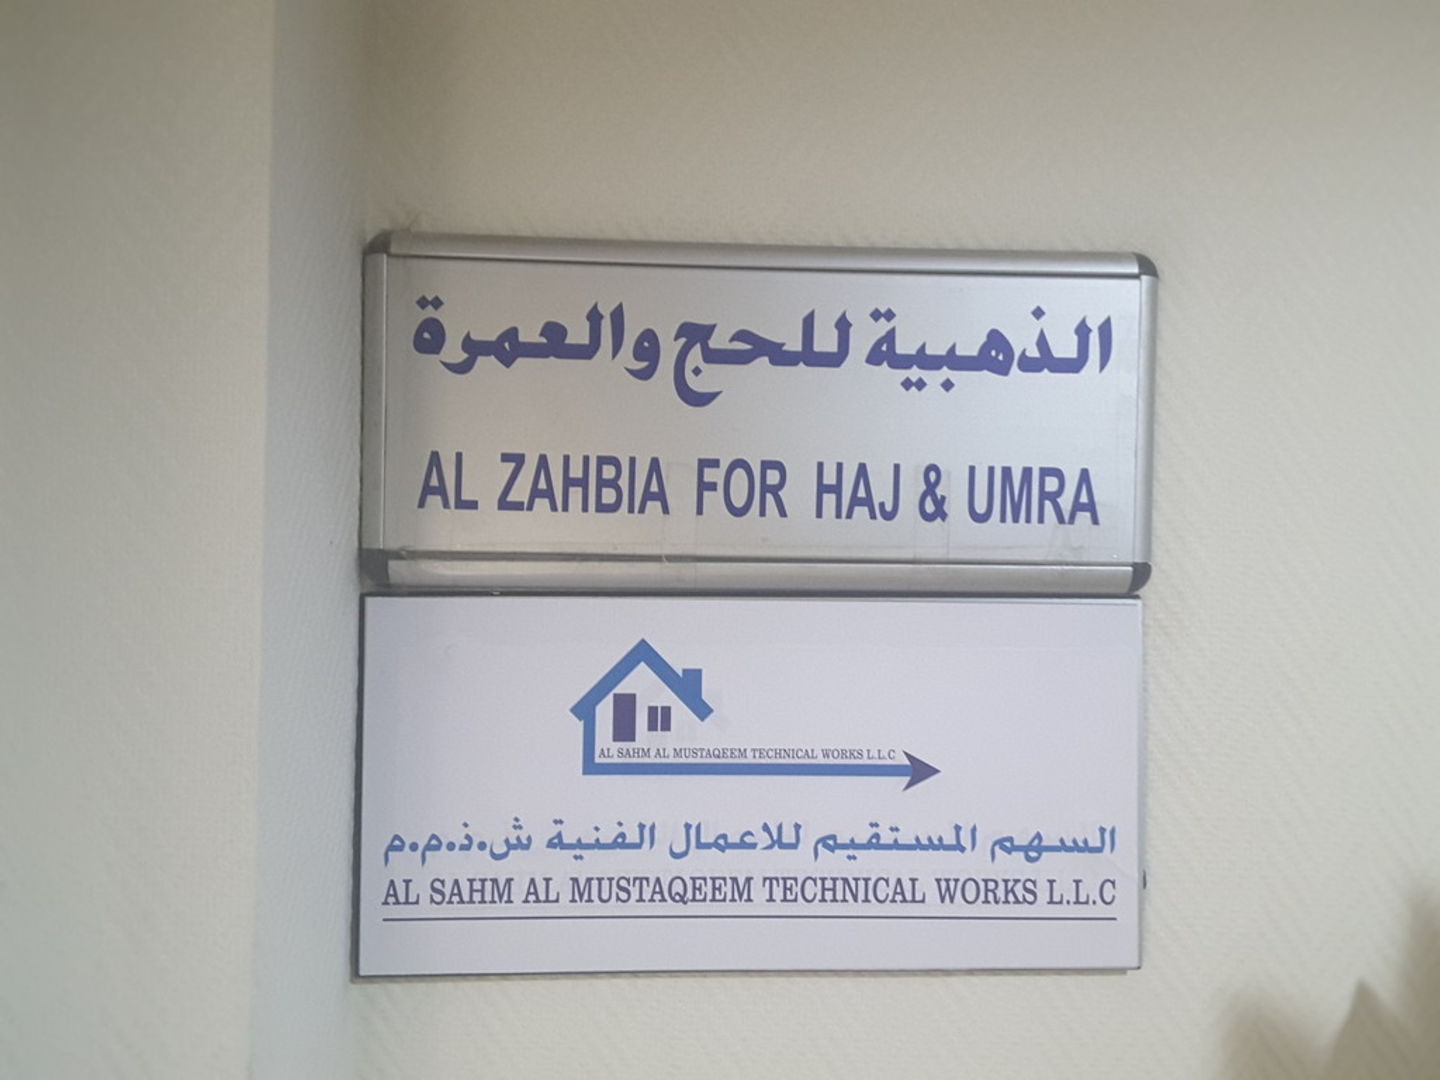 الذهبية للحج والعمرة
AL ZAHBIA FOR HAJ & UMRA
AL SAHM AL MUSTAQEEM TECHNICAL WORKS L.L.C
السهم المستقيم للاعمال الفنية ش.ذ.م.م
AL SAHM AL MUSTAQEEM TECHNICAL WORKS L.L.C